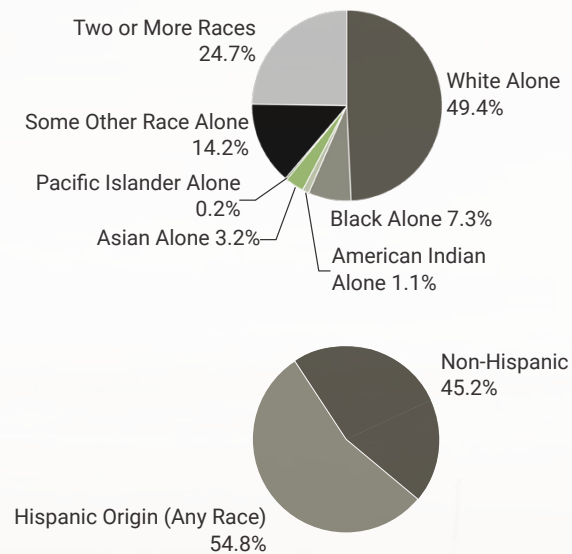 Two or More Races
24.7%
White Alone
49.4%
Some Other Race Alone
14.2%
Pacific Islander Alone
0.2%
Asian Alone 3.2%
Black Alone 7.3%
American Indian
Alone 1.1%
Non-Hispanic
45.2%
Hispanic Origin (Any Race)
54.8%